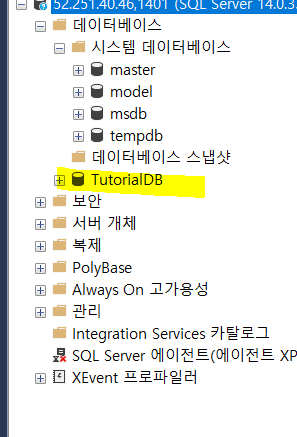 52.251.40.46,1401 (SQL Server 14.0.3.
데이터베이스
시스템 데이터베이스
master
model
msdb
tempdb
데이터베이스 스냅샷
TutorialDB
보안
서버 개체
복제
PolyBase
Always On 고가용성
관리
Integration Services 카탈로그
SQL Server 에이전트(에이전트 XP
XEvent 프로파일러